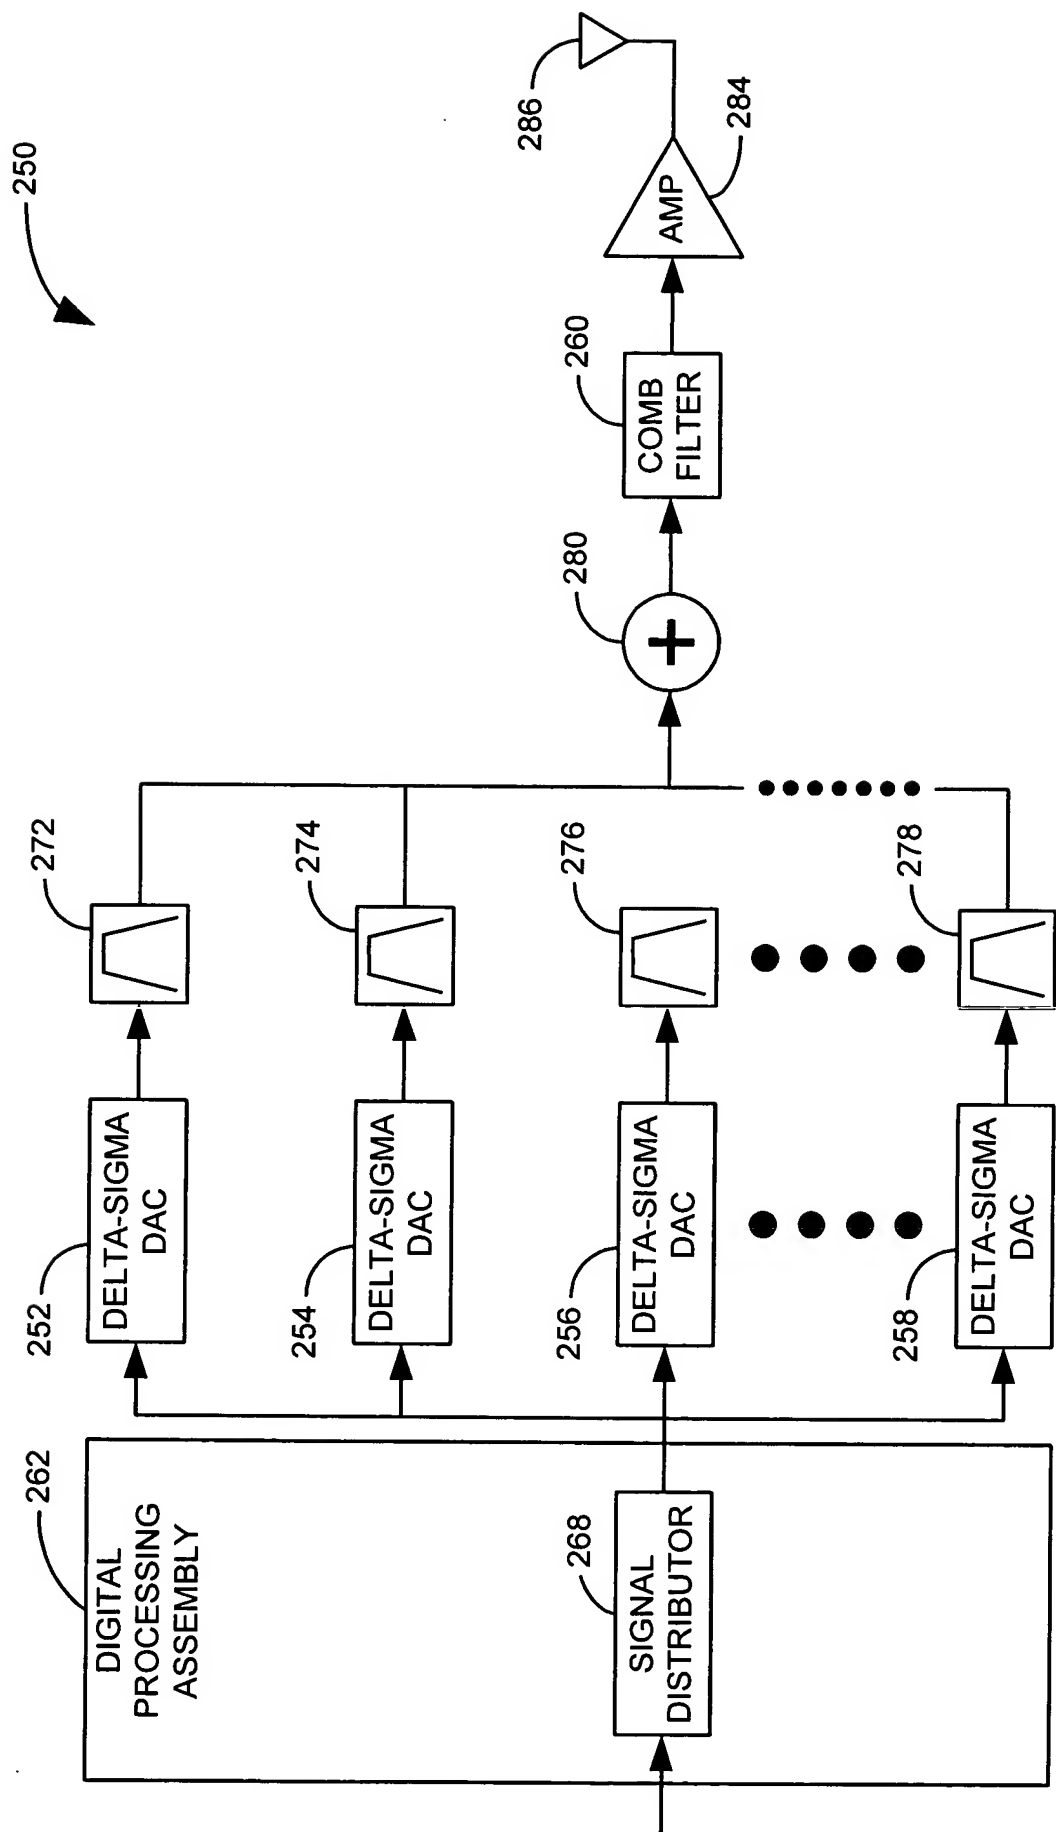 250
262
DIGITAL
PROCESSING
ASSEMBLY
268
SIGNAL
DISTRIBUTOR
252
DELTA-SIGMA
DAC
254
DELTA-SIGMA
DAC
256
DELTA-SIGMA
DAC
258
DELTA-SIGMA
DAC
272
274
276
278
280
+
260
COMB
FILTER
AMP
284
286